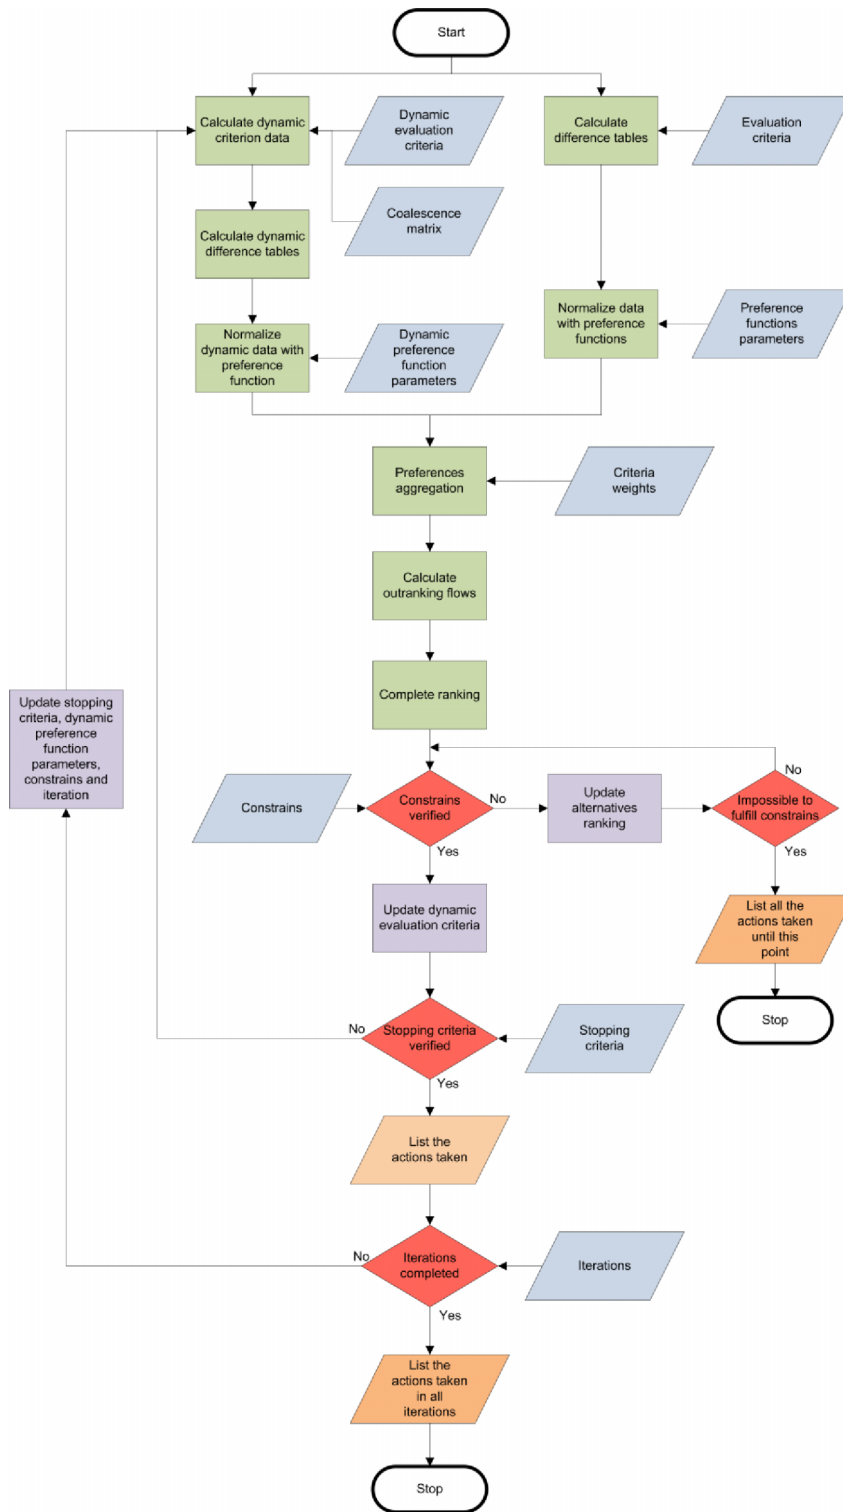 Start
Calculate dynamic
criterion data
Dynamic
evaluation
criteria
Calculate
difference tables
Evaluation
criteria
Coalescence
matrix
Calculate dynamic
difference tables
Normalize
dynamic data with
preference
function
Dynamic
preference
function
parameters
Normalize data
with preference
functions
Preference
functions
parameters
Preferences
aggregation
Criteria
weights
Calculate
outranking flows
Complete ranking
Update stopping
criteria, dynamic
preference
function
parameters,
constrains and
iteration
Constrains
Constrains
verified
No
Yes
Update
alternatives
ranking
Impossible to
fulfill constrains
No
Yes
List all the
actions taken
until this
point
Stop
Update dynamic
evaluation criteria
Stopping criteria
verified
No
Yes
Stopping
criteria
List the
actions taken
Iterations
completed
No
Yes
Iterations
List the
actions taken
in all
iterations
Stop